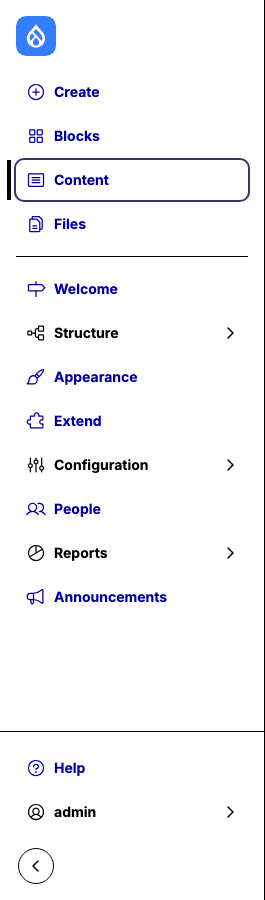 Create
Blocks
Content
Files
Welcome
Structure
Appearance
Extend
Configuration
People
Reports
Announcements
Help
admin